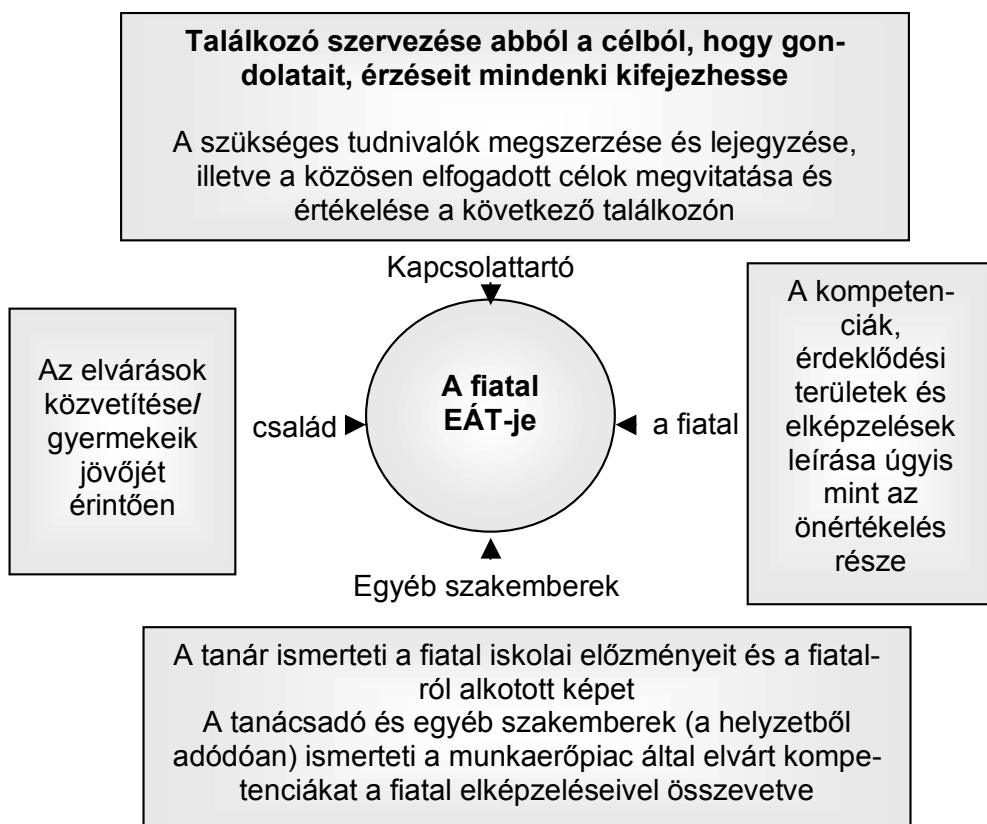 Találkozó szervezése abból a célból, hogy gon-
dolatait, érzéseit mindenki kifejezhesse
A szükséges tudnivalók megszerzése és lejegyzése,
illetve a közösen elfogadott célok megvitatása és
értékelése a következő találkozón
Kapcsolattartó
Az elvárások
közvetítése/
gyermekeik
jövőjét
érintően
család
A fiatal
EÁT-je
a fiatal
A kompeten-
ciák,
érdeklődési
területek és
elképzelések
leírása úgyis
mint az
önértékelés
része
Egyéb szakemberek
A tanár ismerteti a fiatal iskolai előzményeit és a fiatal-
ról alkotott képet
A tanácsadó és egyéb szakemberek (a helyzetből
adódóan) ismerteti a munkaerőpiac által elvárt kompe-
tenciákat a fiatal elképzeléseivel összevetve